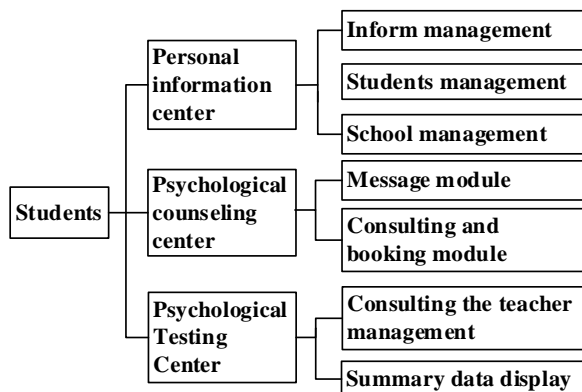 Students
Personal
information
center
Inform management
Students management
School management
Psychological
counseling
center
Message module
Consulting and
booking module
Psychological
Testing
Center
Consulting the teacher
management
Summary data display